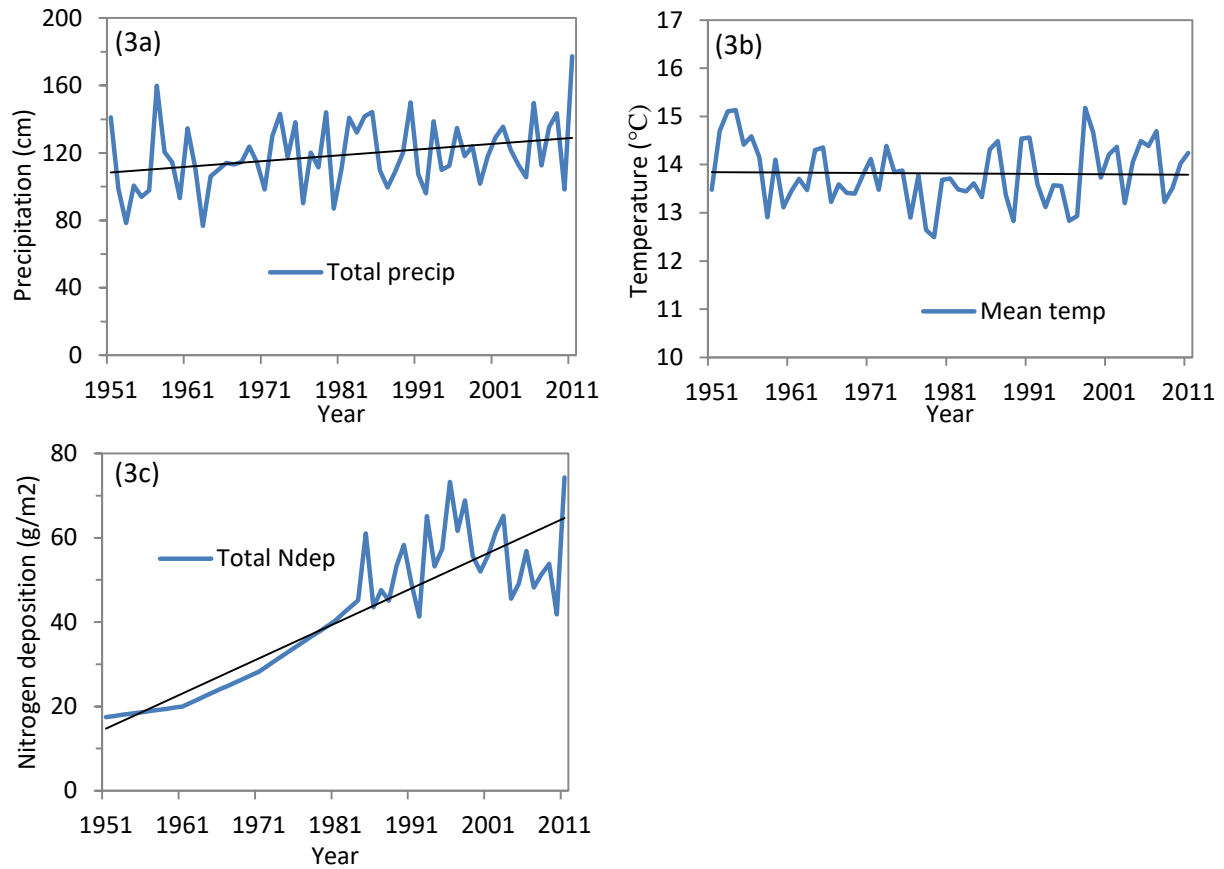 (3a)
Precipitation (cm)
200
160
120
80
40
0
Total precip
1951 1961 1971 1981 1991 2001 2011
Year
(3b)
Temperature (℃)
17
16
15
14
13
12
11
10
Mean temp
1951 1961 1971 1981 1991 2001 2011
Year
(3c)
Nitrogen deposition (g/m2)
80
60
40
20
0
Total Ndep
1951 1961 1971 1981 1991 2001 2011
Year